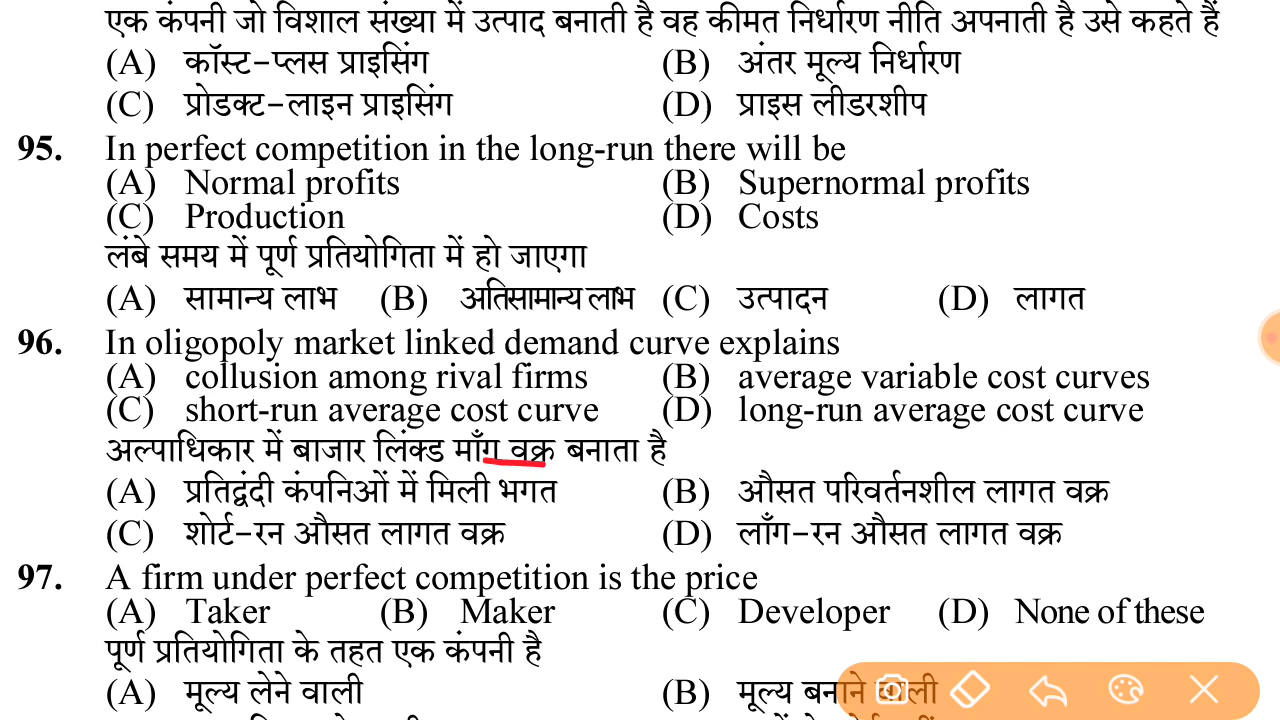 एक कंपनी जो विशाल संख्या में उत्पाद बनाती है वह कीमत निर्धारण नीति अपनाती है उसे कहते हैं
(A) कॉस्ट-प्लस प्राइसिंग (B) अंतर मूल्य निर्धारण
(C) प्रोडक्ट-लाइन प्राइसिंग (D) प्राइस लीडरशीप
95. In perfect competition in the long-run there will be
(A) Normal profits (B) Supernormal profits
(C) Production (D) Costs
लंबे समय में पूर्ण प्रतियोगिता में हो जाएगा
(A) सामान्य लाभ (B) अतिसामान्य लाभ (C) उत्पादन (D) लागत
96. In oligopoly market linked demand curve explains
(A) collusion among rival firms (B) average variable cost curves
(C) short-run average cost curve (D) long-run average cost curve
अल्पाधिकार में बाजार लिंक्ड माँग वक्र बनाता है
(A) प्रतिद्वंदी कंपनिओं में मिली भगत (B) औसत परिवर्तनशील लागत वक्र
(C) शोर्ट-रन औसत लागत वक्र (D) लाँग-रन औसत लागत वक्र
97. A firm under perfect competition is the price
(A) Taker (B) Maker (C) Developer (D) None of these
पूर्ण प्रतियोगिता के तहत एक कंपनी है
(A) मूल्य लेने वाली (B) मूल्य बनाने वाली